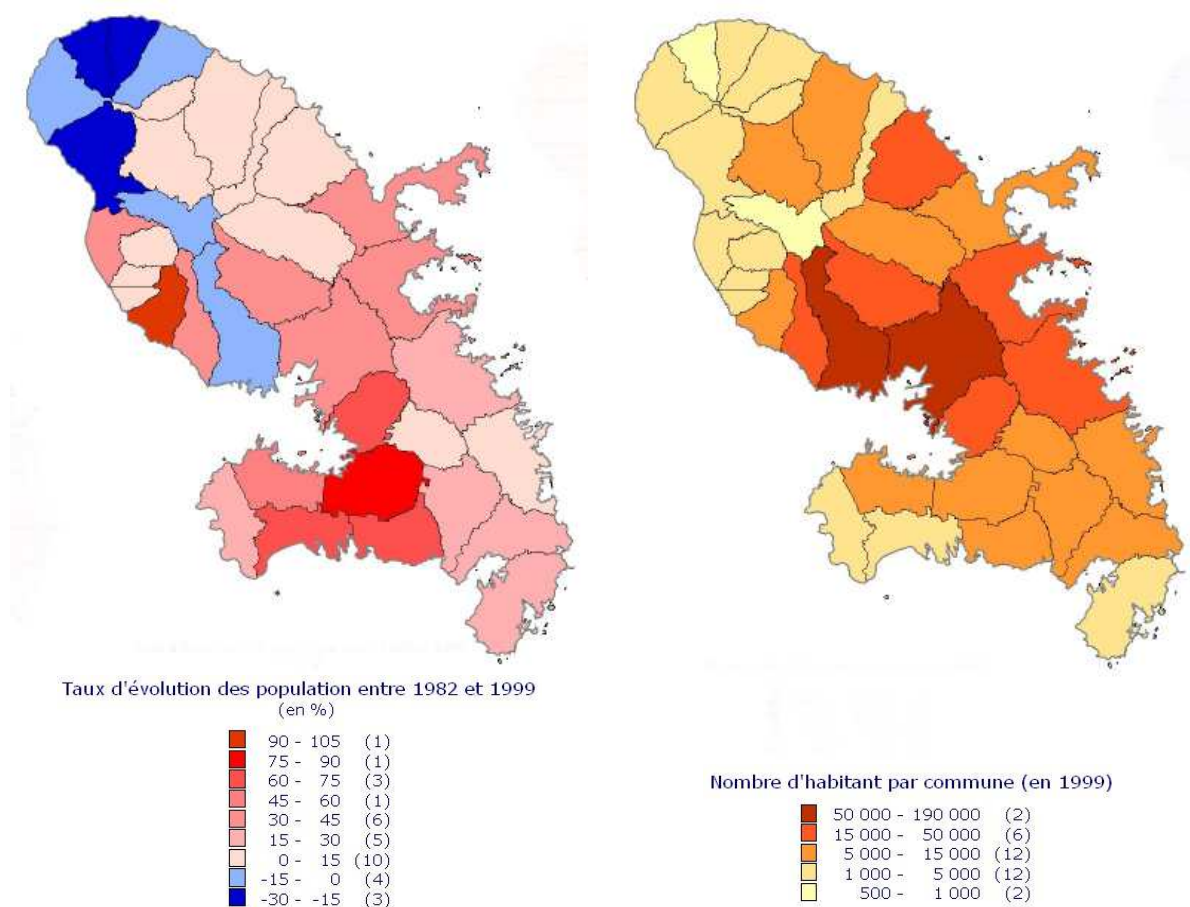 Taux d'évolution des population entre 1982 et 1999
(en %)
90 - 105 (1)
75 - 90 (1)
60 - 75 (3)
45 - 60 (1)
30 - 45 (6)
15 - 30 (5)
0 - 15 (10)
-15 - 0 (4)
-30 - -15 (3)
Nombre d'habitant par commune (en 1999)
50 000 - 190 000 (2)
15 000 - 50 000 (6)
5 000 - 15 000 (12)
1 000 - 5 000 (12)
500 - 1 000 (2)